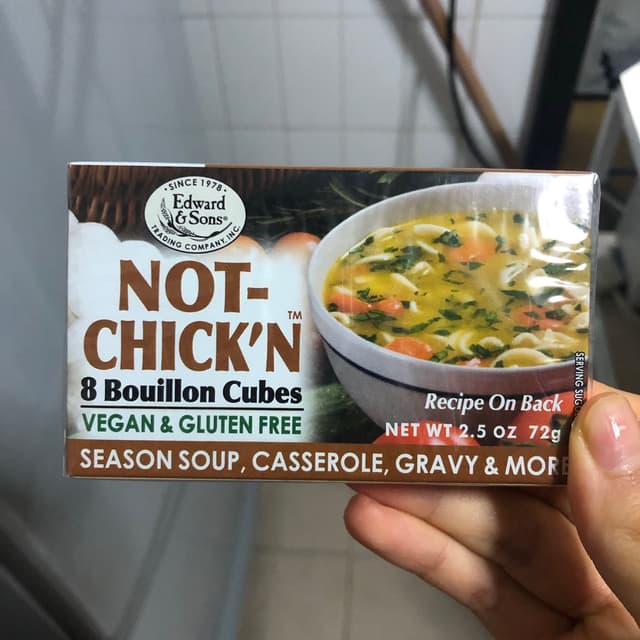 SINCE 1978
Edward
& Sons®
TRADING COMPANY, INC.
NOT-
CHICK'N™
8 Bouillon Cubes
VEGAN & GLUTEN FREE
Recipe On Back
NET WT 2.5 OZ 72g
SEASON SOUP, CASSEROLE, GRAVY & MORE
SERVING